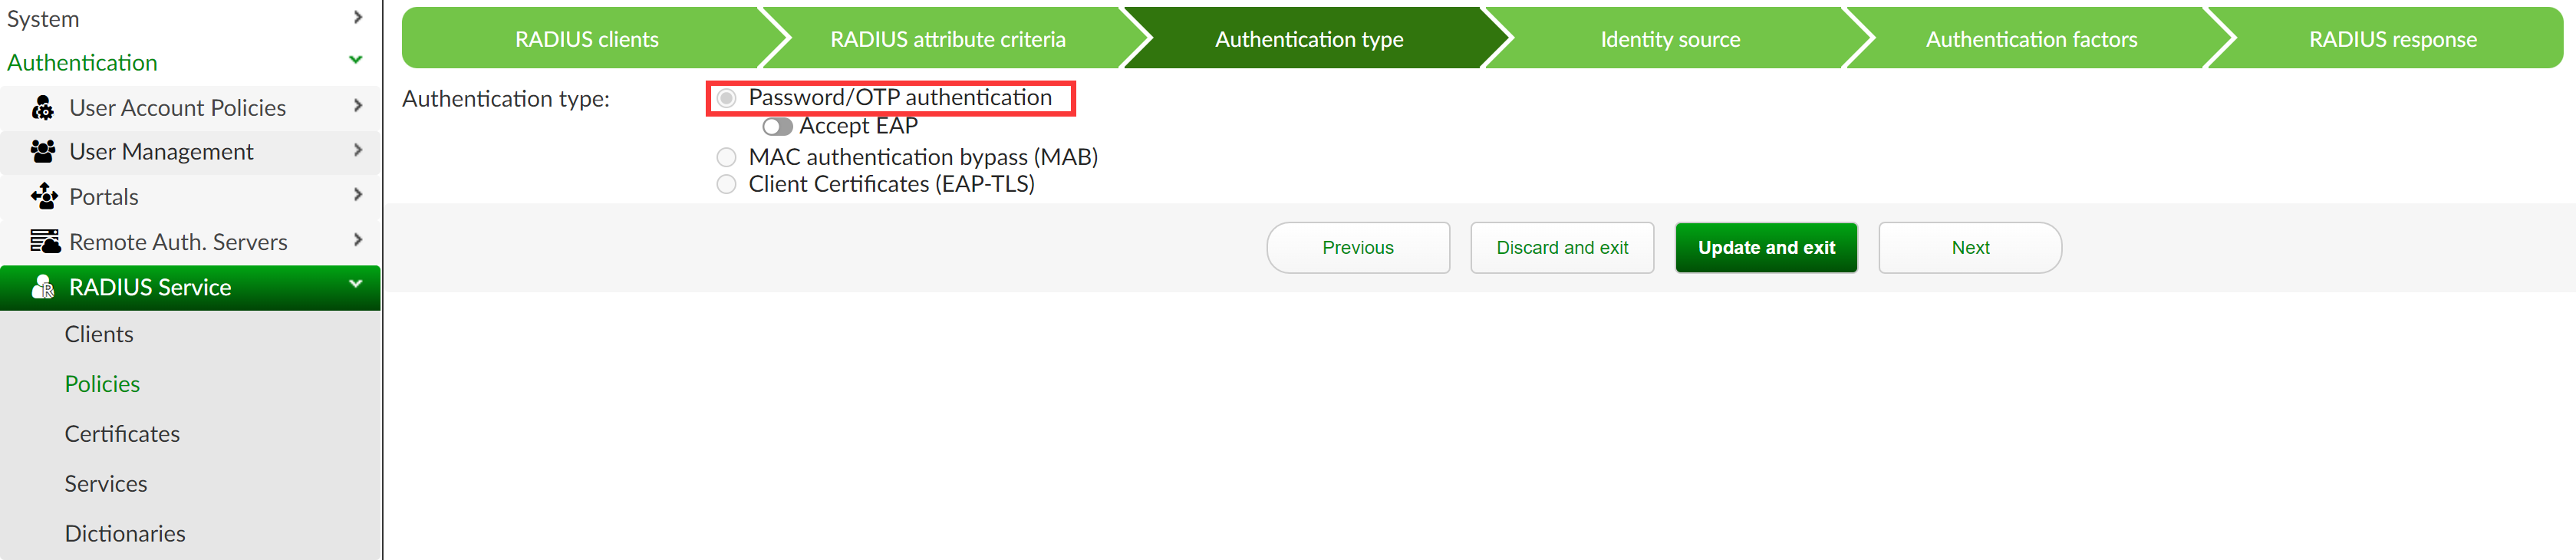 System
Authentication
User Account Policies
User Management
Portals
Remote Auth. Servers
RADIUS Service
Clients
Policies
Certificates
Services
Dictionaries
RADIUS clients
RADIUS attribute criteria
Authentication type
Identity source
Authentication factors
RADIUS response
Authentication type:
Password/OTP authentication
Accept EAP
MAC authentication bypass (MAB)
Client Certificates (EAP-TLS)
Previous
Discard and exit
Update and exit
Next